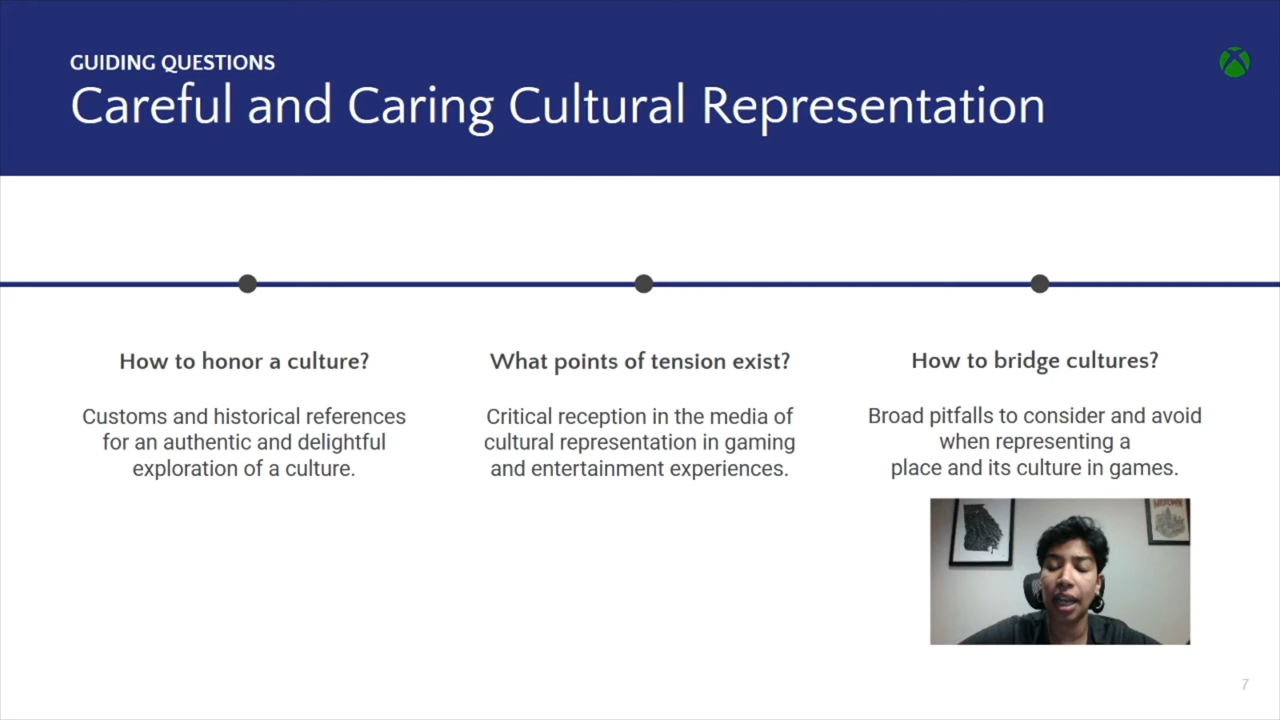 GUIDING QUESTIONS
Careful and Caring Cultural Representation
How to honor a culture?
Customs and historical references
for an authentic and delightful
exploration of a culture.
What points of tension exist?
Critical reception in the media of
cultural representation in gaming
and entertainment experiences.
How to bridge cultures?
Broad pitfalls to consider and avoid
when representing a
place and its culture in games.
7